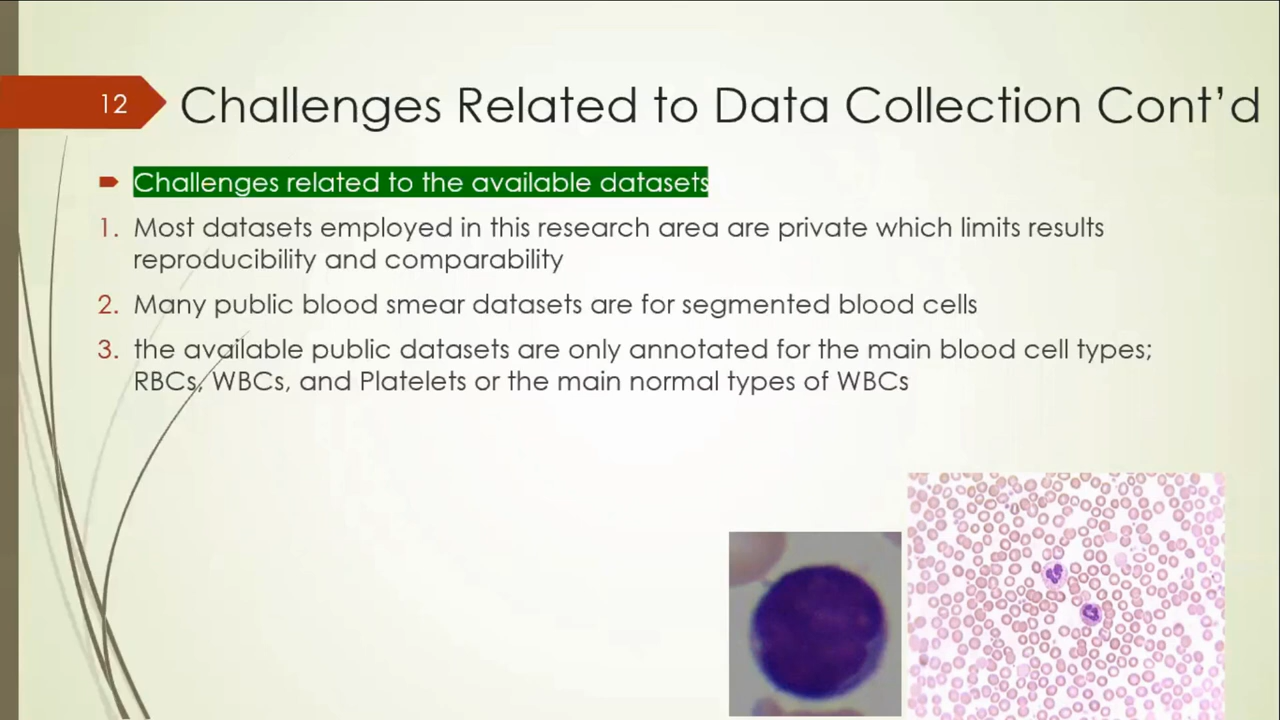 12
Challenges Related to Data Collection Cont’d
Challenges related to the available datasets
1. Most datasets employed in this research area are private which limits results
reproducibility and comparability
2. Many public blood smear datasets are for segmented blood cells
3. the available public datasets are only annotated for the main blood cell types;
RBCs, WBCs, and Platelets or the main normal types of WBCs